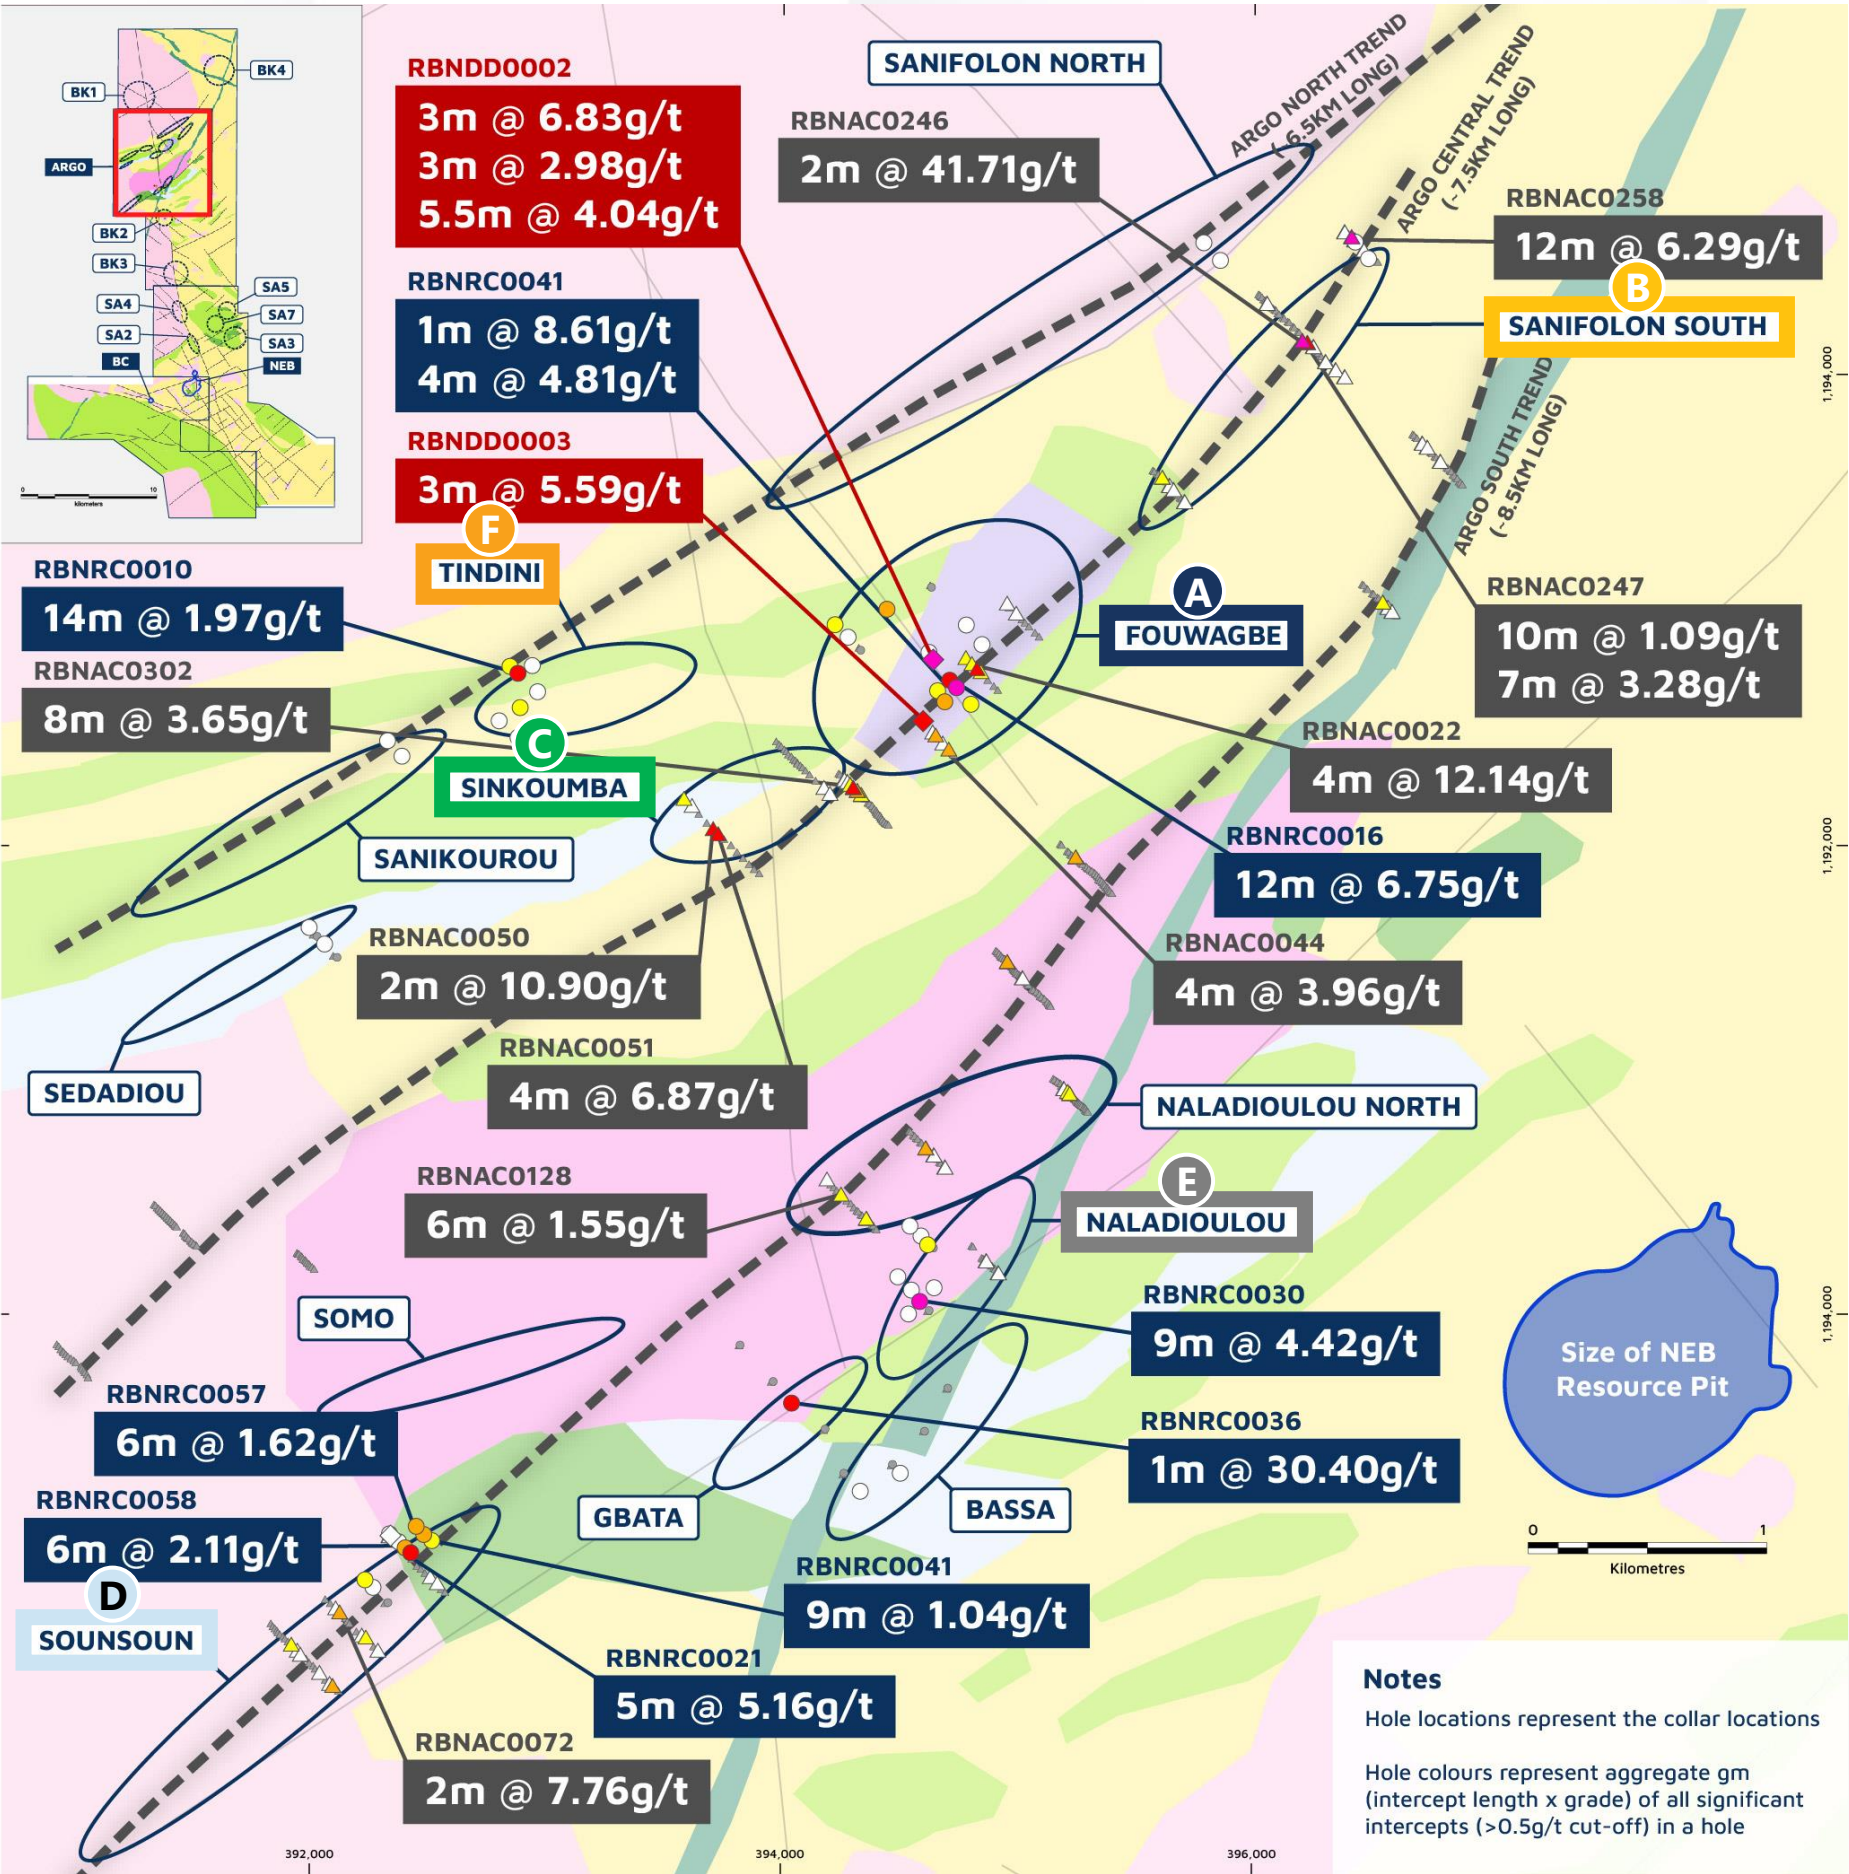 BK4
BK1
ARGO
BK2
BK3
SA5
SA4
SA7
SA2
SA3
BC
NEB
0
10
kilometers
RBNDD0002
3m @ 6.83g/t
3m @ 2.98g/t
5.5m @ 4.04g/t
RBNRC0041
1m @ 8.61g/t
4m @ 4.81g/t
RBNDD0003
3m @ 5.59g/t
SANIFOLON NORTH
RBNAC0246
2m @ 41.71g/t
ARGO NORTH TREND
(~6.5KM LONG)
ARGO CENTRAL TREND
(~7.5KM LONG)
RBNAC0258
12m @ 6.29g/t
B
SANIFOLON SOUTH
ARGO SOUTH TREND
(~8.5KM LONG)
1,194,000
F
TINDINI
RBNRC0010
14m @ 1.97g/t
RBNAC0302
8m @ 3.65g/t
A
FOUWAGBE
RBNAC0247
10m @ 1.09g/t
7m @ 3.28g/t
RBNAC0022
4m @ 12.14g/t
C
SINKOUMBA
SANIKOUROU
RBNRC0016
12m @ 6.75g/t
1,192,000
RBNAC0050
2m @ 10.90g/t
RBNAC0044
4m @ 3.96g/t
RBNAC0051
4m @ 6.87g/t
SEDADIOU
NALADIOULOU NORTH
RBNAC0128
6m @ 1.55g/t
E
NALADIOULOU
SOMO
RBNRC0030
9m @ 4.42g/t
1,194,000
Size of NEB
Resource Pit
RBNRC0057
6m @ 1.62g/t
RBNRC0036
1m @ 30.40g/t
RBNRC0058
6m @ 2.11g/t
GBATA
BASSA
0
1
Kilometres
D
SOUNSOUN
RBNRC0041
9m @ 1.04g/t
RBNRC0021
5m @ 5.16g/t
RBNAC0072
2m @ 7.76g/t
Notes
Hole locations represent the collar locations
Hole colours represent aggregate gm
(intercept length x grade) of all significant
intercepts (>0.5g/t cut-off) in a hole
392,000
394,000
396,000